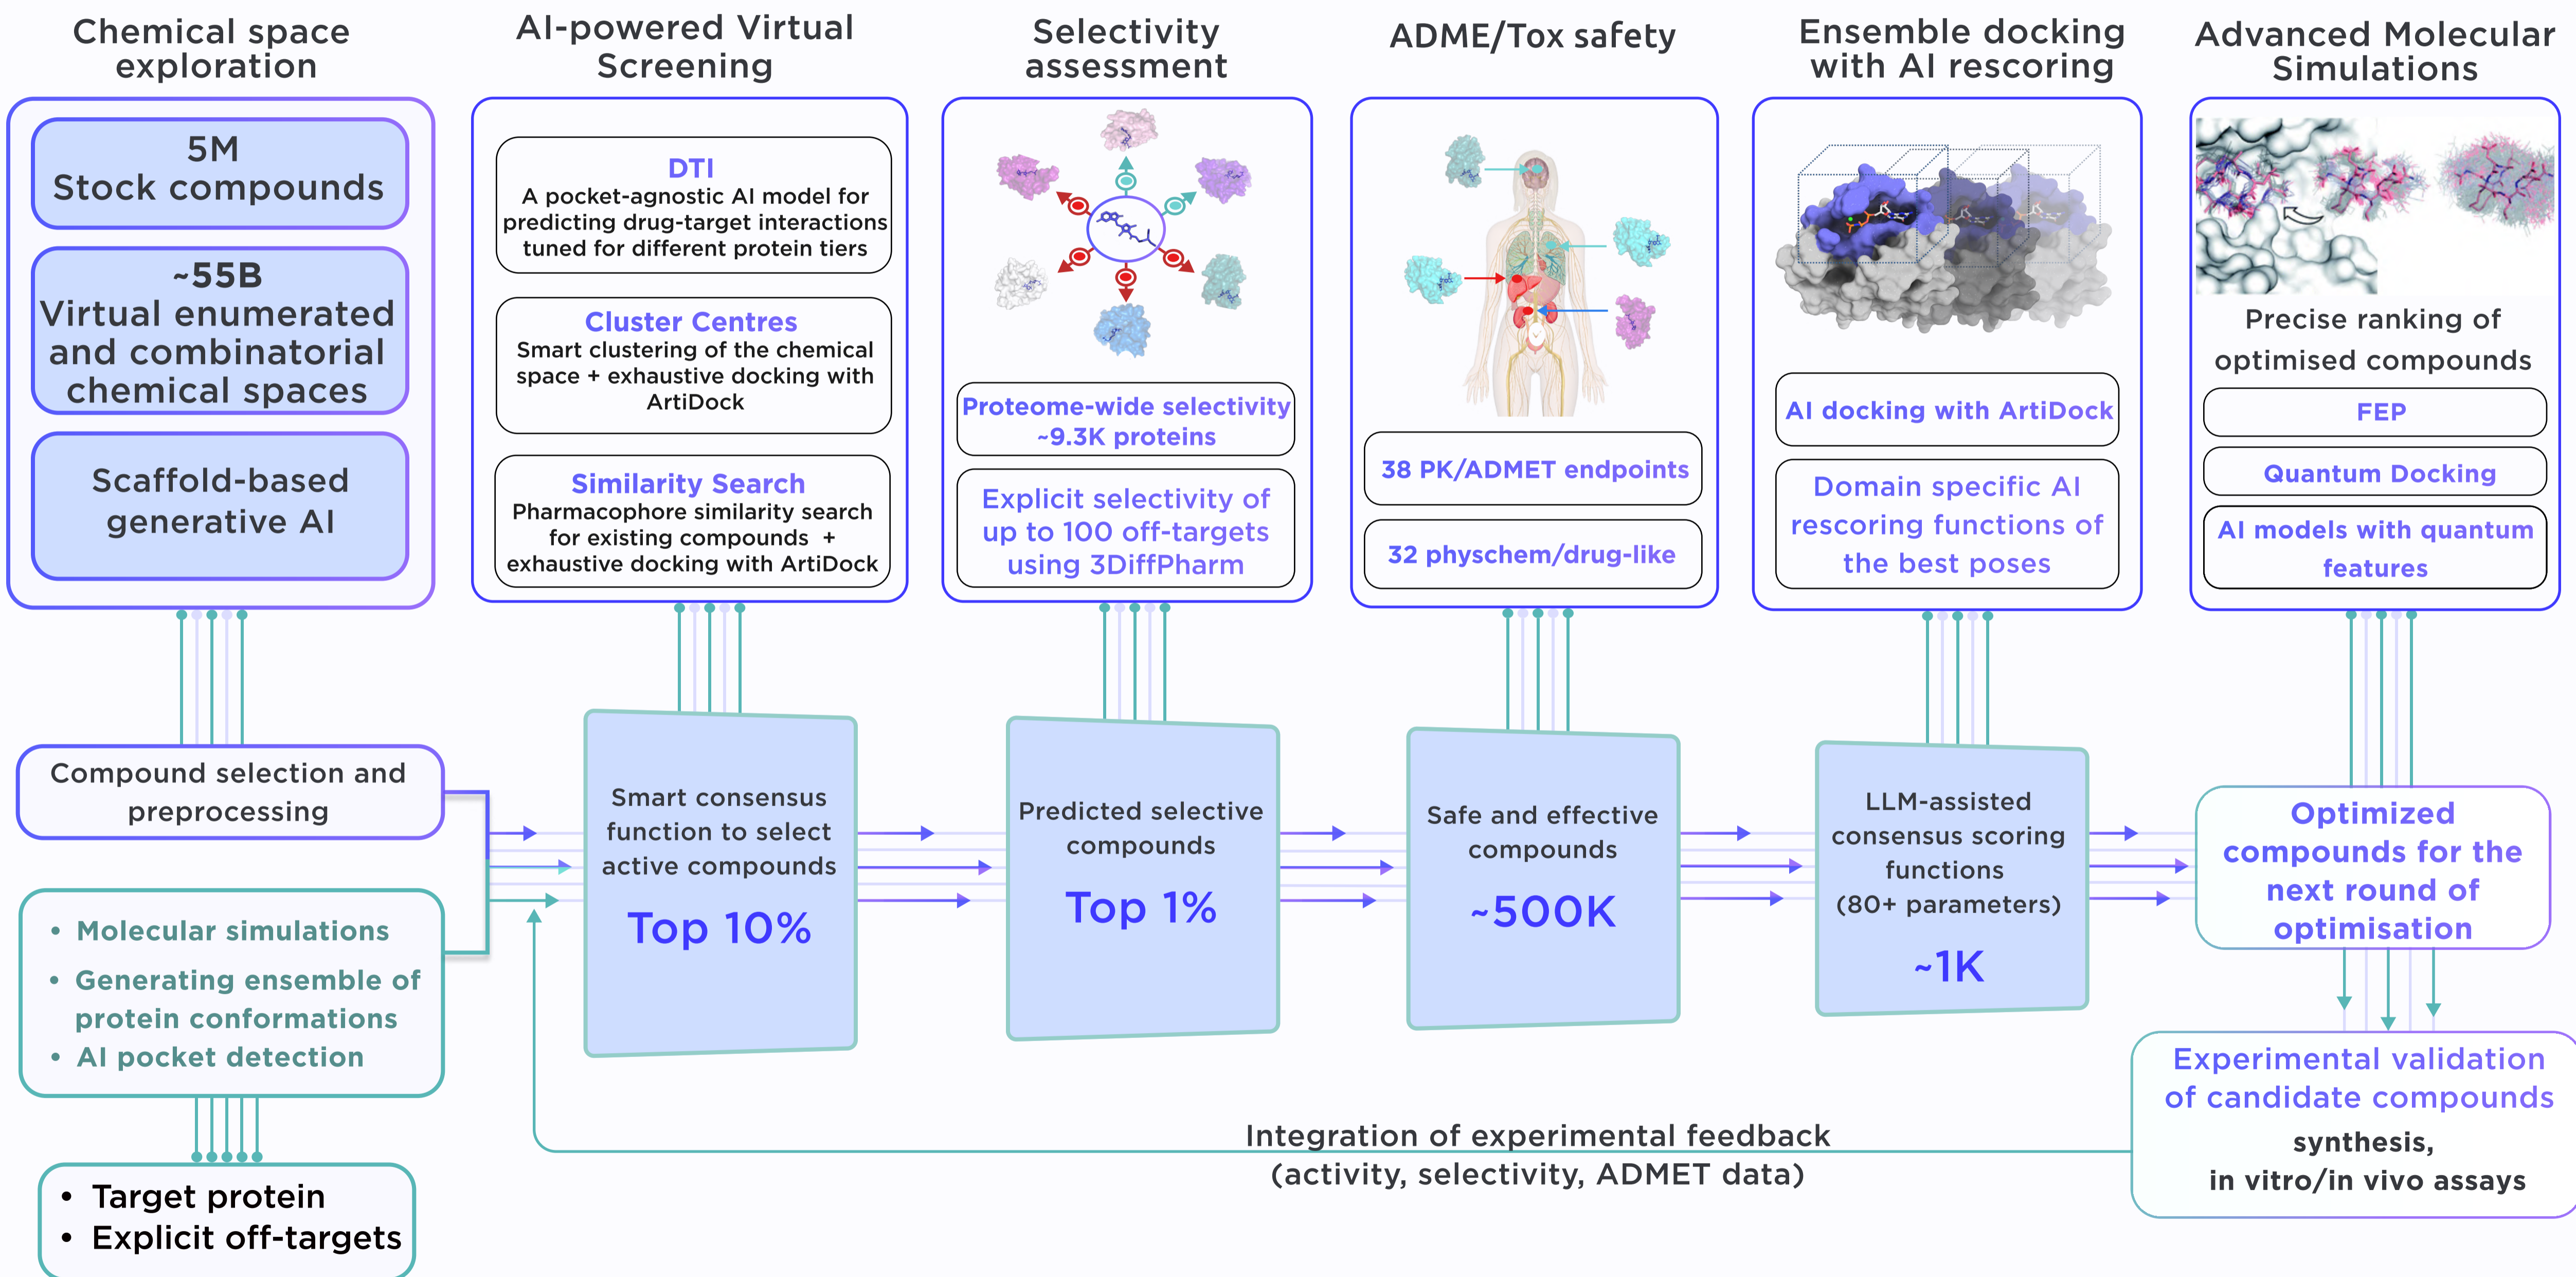 Chemical space
exploration
5M
Stock compounds
~55B
Virtual enumerated
and combinatorial
chemical spaces
Scaffold-based
generative AI
AI-powered Virtual
Screening
DTI
A pocket-agnostic AI model for
predicting drug-target interactions
tuned for different protein tiers
Cluster Centres
Smart clustering of the chemical
space + exhaustive docking with
ArtiDock
Similarity Search
Pharmacophore similarity search
for existing compounds +
exhaustive docking with ArtiDock
Selectivity
assessment
Proteome-wide selectivity
~9.3K proteins
Explicit selectivity of
up to 100 off-targets
using 3DiffPharm
ADME/Tox safety
38 PK/ADMET endpoints
32 physchem/drug-like
Ensemble docking
with AI rescoring
AI docking with ArtiDock
Domain specific AI
rescoring functions of
the best poses
Advanced Molecular
Simulations
Precise ranking of
optimised compounds
FEP
Quantum Docking
AI models with quantum
features
Compound selection and
preprocessing
• Molecular simulations
• Generating ensemble of
protein conformations
• AI pocket detection
• Target protein
• Explicit off-targets
Smart consensus
function to select
active compounds
Top 10%
Predicted selective
compounds
Top 1%
Safe and effective
compounds
~500K
LLM-assisted
consensus scoring
functions
(80+ parameters)
~1K
Optimized
compounds for the
next round of
optimisation
Experimental validation
of candidate compounds
synthesis,
in vitro/in vivo assays
Integration of experimental feedback
(activity, selectivity, ADMET data)